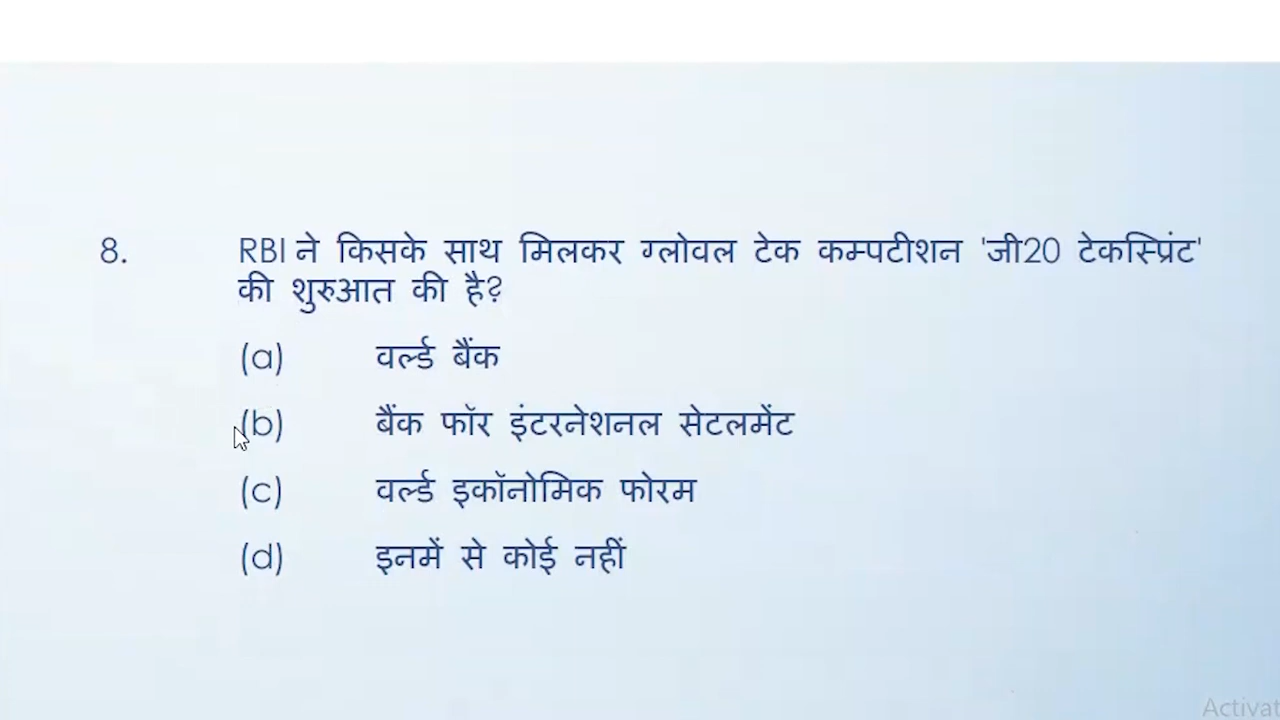 8. RBI ने किसके साथ मिलकर ग्लोवल टेक कम्पटीशन 'जी20 टेकस्प्रिंट'
की शुरुआत की है?
(a) वर्ल्ड बैंक
(b) बैंक फॉर इंटरनेशनल सेटलमेंट
(c) वर्ल्ड इकॉनोमिक फोरम
(d) इनमें से कोई नहीं
Activat